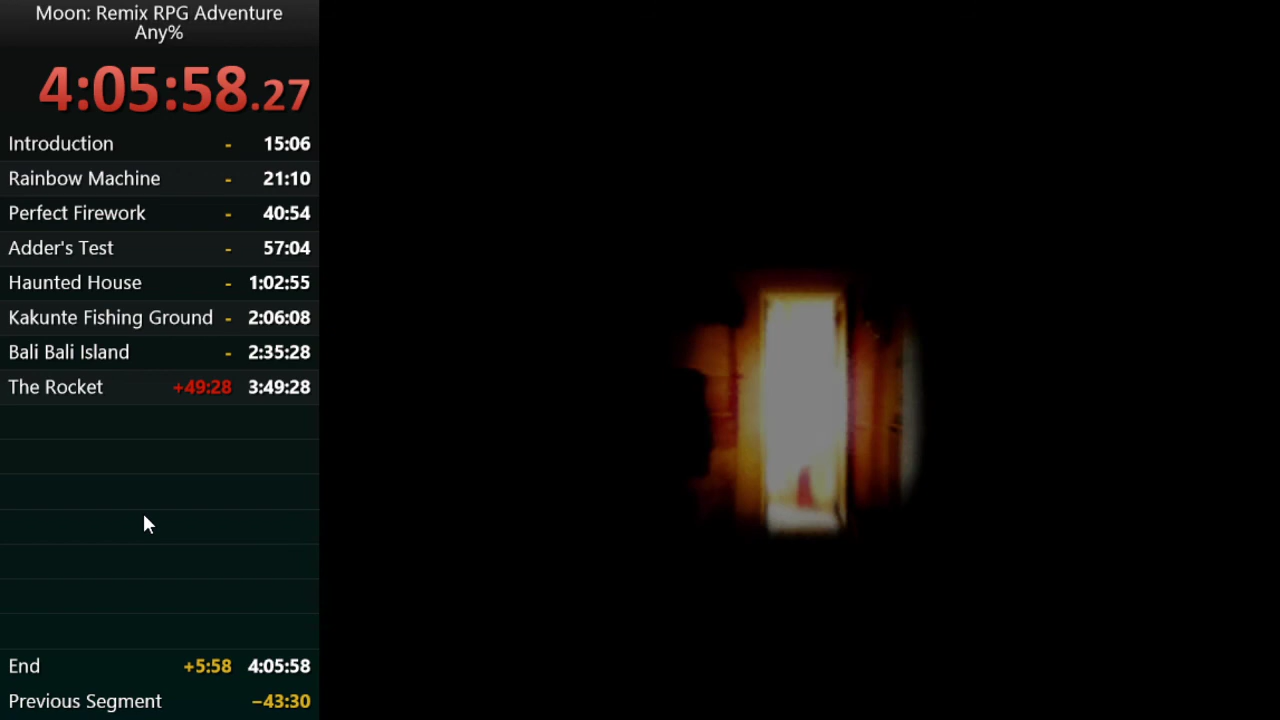 Moon: Remix RPG Adventure
Any%
4:05:58.27
Introduction - 15:06
Rainbow Machine - 21:10
Perfect Firework - 40:54
Adder's Test - 57:04
Haunted House - 1:02:55
Kakunte Fishing Ground - 2:06:08
Bali Bali Island - 2:35:28
The Rocket +49:28 3:49:28
End +5:58 4:05:58
Previous Segment −43:30